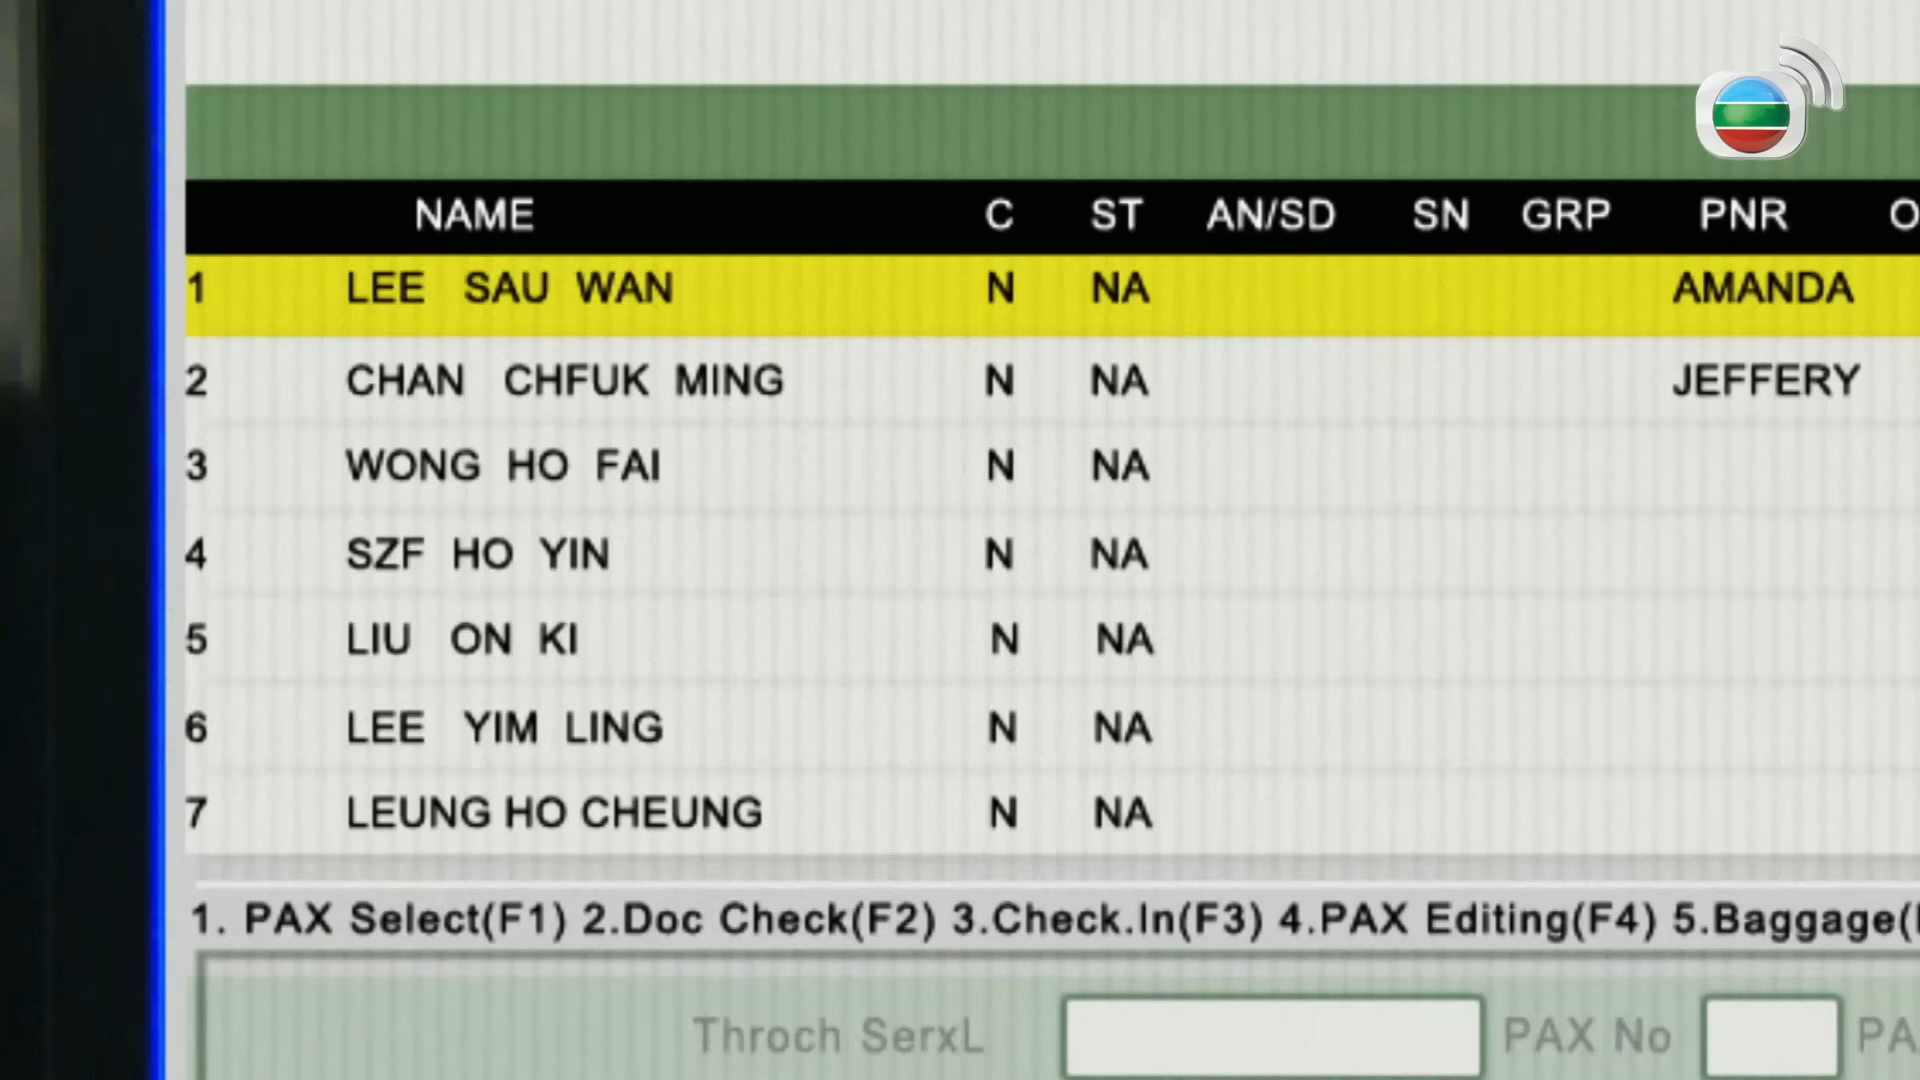 NAME C ST AN/SD SN GRP PNR O
1 LEE SAU WAN N NA AMANDA
2 CHAN CHFUK MING N NA JEFFERY
3 WONG HO FAI N NA
4 SZF HO YIN N NA
5 LIU ON KI N NA
6 LEE YIM LING N NA
7 LEUNG HO CHEUNG N NA
1. PAX Select(F1) 2.Doc Check(F2) 3.Check.In(F3) 4.PAX Editing(F4) 5.Baggage(
Throch SerxL PAX No PA